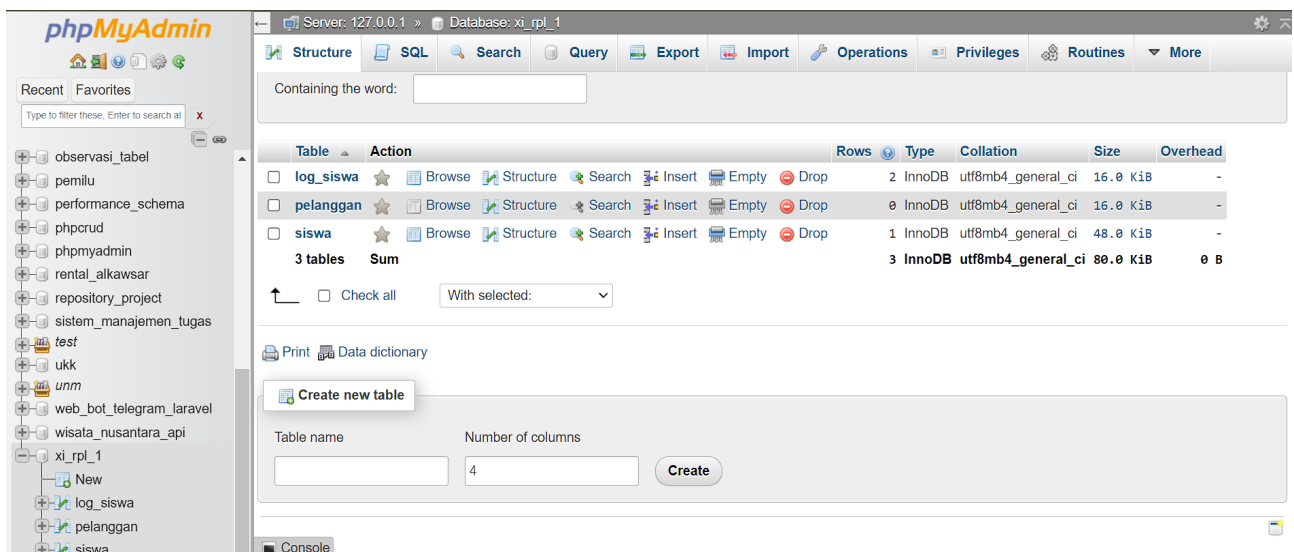 phpMyAdmin
Recent Favorites
Type to filter these, Enter to search al X
observasi_tabel
pemilu
performance_schema
phpcrud
phpmyadmin
rental_alkawsar
repository_project
sistem_manajemen_tugas
test
ukk
unm
web_bot_telegram_laravel
wisata_nusantara_api
xi_rpl_1
New
log_siswa
pelanggan
siswa
Server: 127.0.0.1 » Database: xi_rpl_1
Structure SQL Search Query Export Import Operations Privileges Routines More
Containing the word:
Table Action Rows Type Collation Size Overhead
log_siswa Browse Structure Search Insert Empty Drop 2 InnoDB utf8mb4_general_ci 16.0 KiB -
pelanggan Browse Structure Search Insert Empty Drop 0 InnoDB utf8mb4_general_ci 16.0 KiB -
siswa Browse Structure Search Insert Empty Drop 1 InnoDB utf8mb4_general_ci 48.0 KiB -
3 tables Sum 3 InnoDB utf8mb4_general_ci 80.0 KiB 0 B
Check all With selected:
Print Data dictionary
Create new table
Table name Number of columns
4 Create
Console